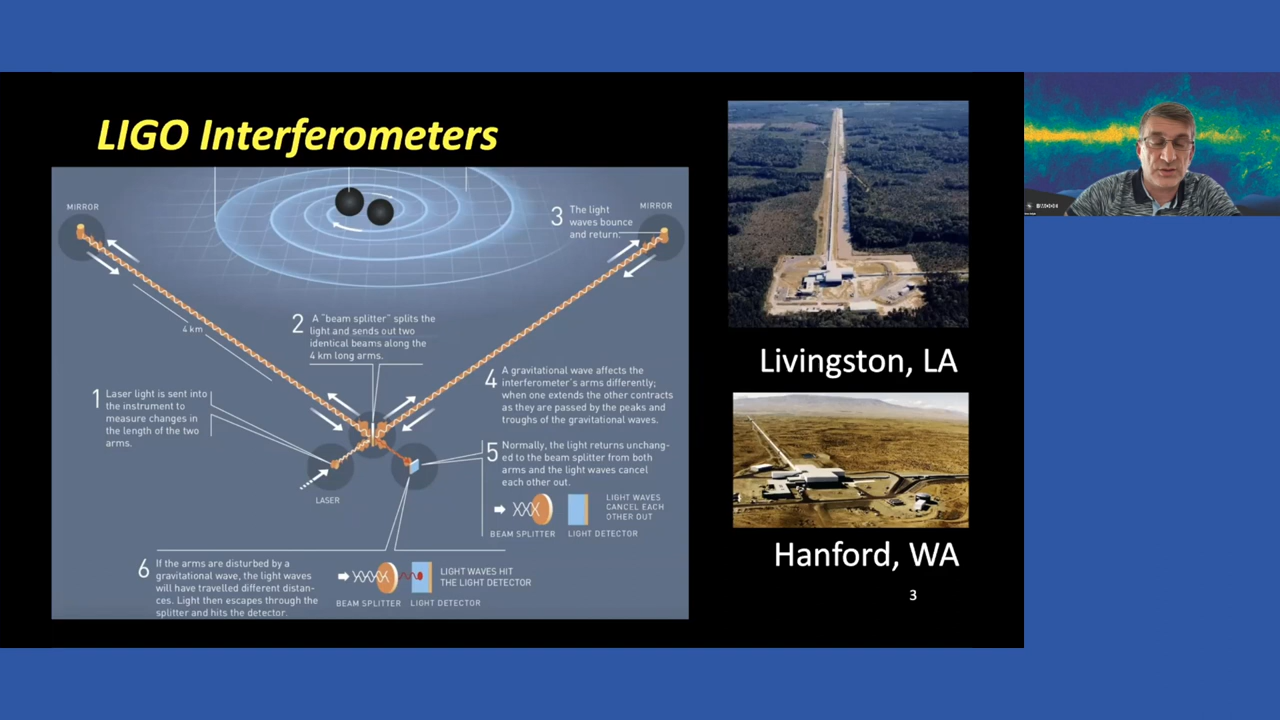 LIGO Interferometers
MIRROR
MIRROR
3 The light
waves bounce
and return.
4 km
2 A "beam splitter" splits the
light and sends out two
identical beams along the
4 km long arms.
1 Laser light is sent into
the instrument to
measure changes in
the length of the two
arms.
4 A gravitational wave affects the
interferometer's arms differently;
when one extends the other contracts
as they are passed by the peaks and
troughs of the gravitational waves.
5 Normally, the light returns unchang-
ed to the beam splitter from both
arms and the light waves cancel
each other out.
LASER
LIGHT WAVES
CANCEL EACH
OTHER OUT
BEAM SPLITTER LIGHT DETECTOR
6 If the arms are disturbed by a
gravitational wave, the light waves
will have travelled different distan-
ces. Light then escapes through the
splitter and hits the detector.
LIGHT WAVES HIT
THE LIGHT DETECTOR
BEAM SPLITTER LIGHT DETECTOR
Livingston, LA
Hanford, WA
3